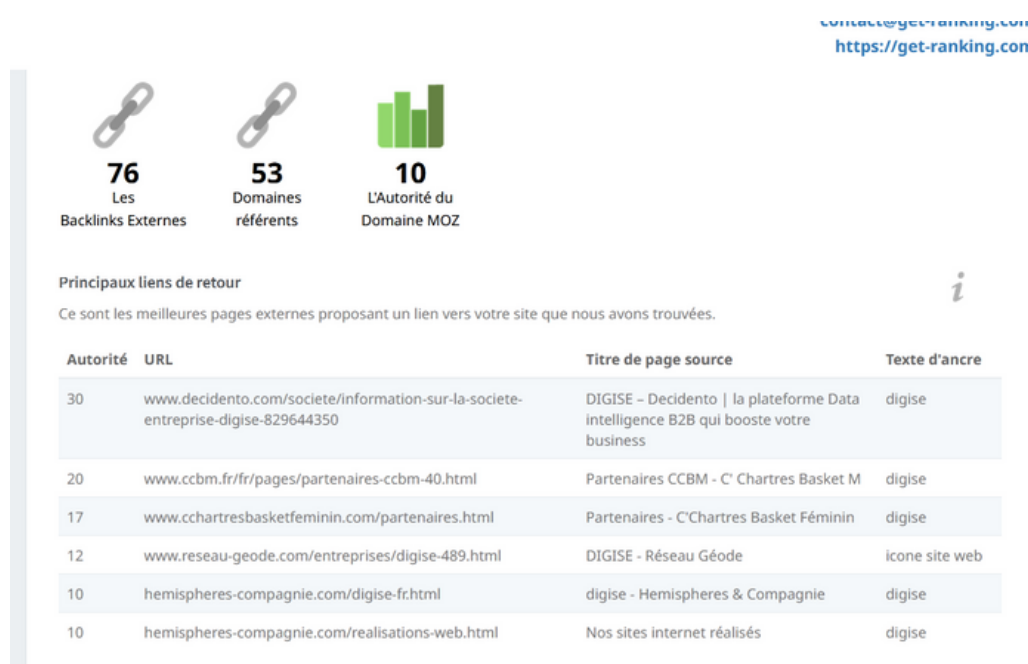 contact@get-ranking.com
https://get-ranking.com
76
Les
Backlinks Externes
53
Domaines
référents
10
L'Autorité du
Domaine MOZ
Principaux liens de retour
i
Ce sont les meilleures pages externes proposant un lien vers votre site que nous avons trouvées.
Autorité URL Titre de page source Texte d'ancre
30 www.decidento.com/societe/information-sur-la-societe- DIGISE – Decidento | la plateforme Data digise
entreprise-digise-829644350 intelligence B2B qui booste votre
business
20 www.ccbm.fr/fr/pages/partenaires-ccbm-40.html Partenaires CCBM - C' Chartres Basket M digise
17 www.cchartresbasketfeminin.com/partenaires.html Partenaires - C'Chartres Basket Féminin digise
12 www.reseau-geode.com/entreprises/digise-489.html DIGISE - Réseau Géode icone site web
10 hemispheres-compagnie.com/digise-fr.html digise - Hemispheres & Compagnie digise
10 hemispheres-compagnie.com/realisations-web.html Nos sites internet réalisés digise